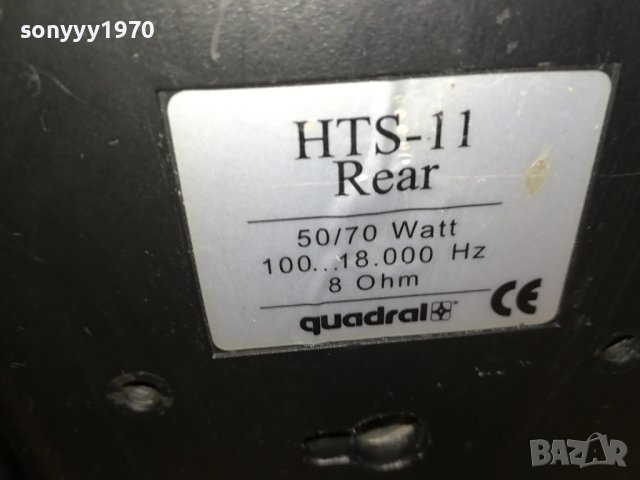 sonyyy1970
HTS-11
Rear
50/70 Watt
100...18.000 Hz
8 Ohm
quadral
CE
BAZAR